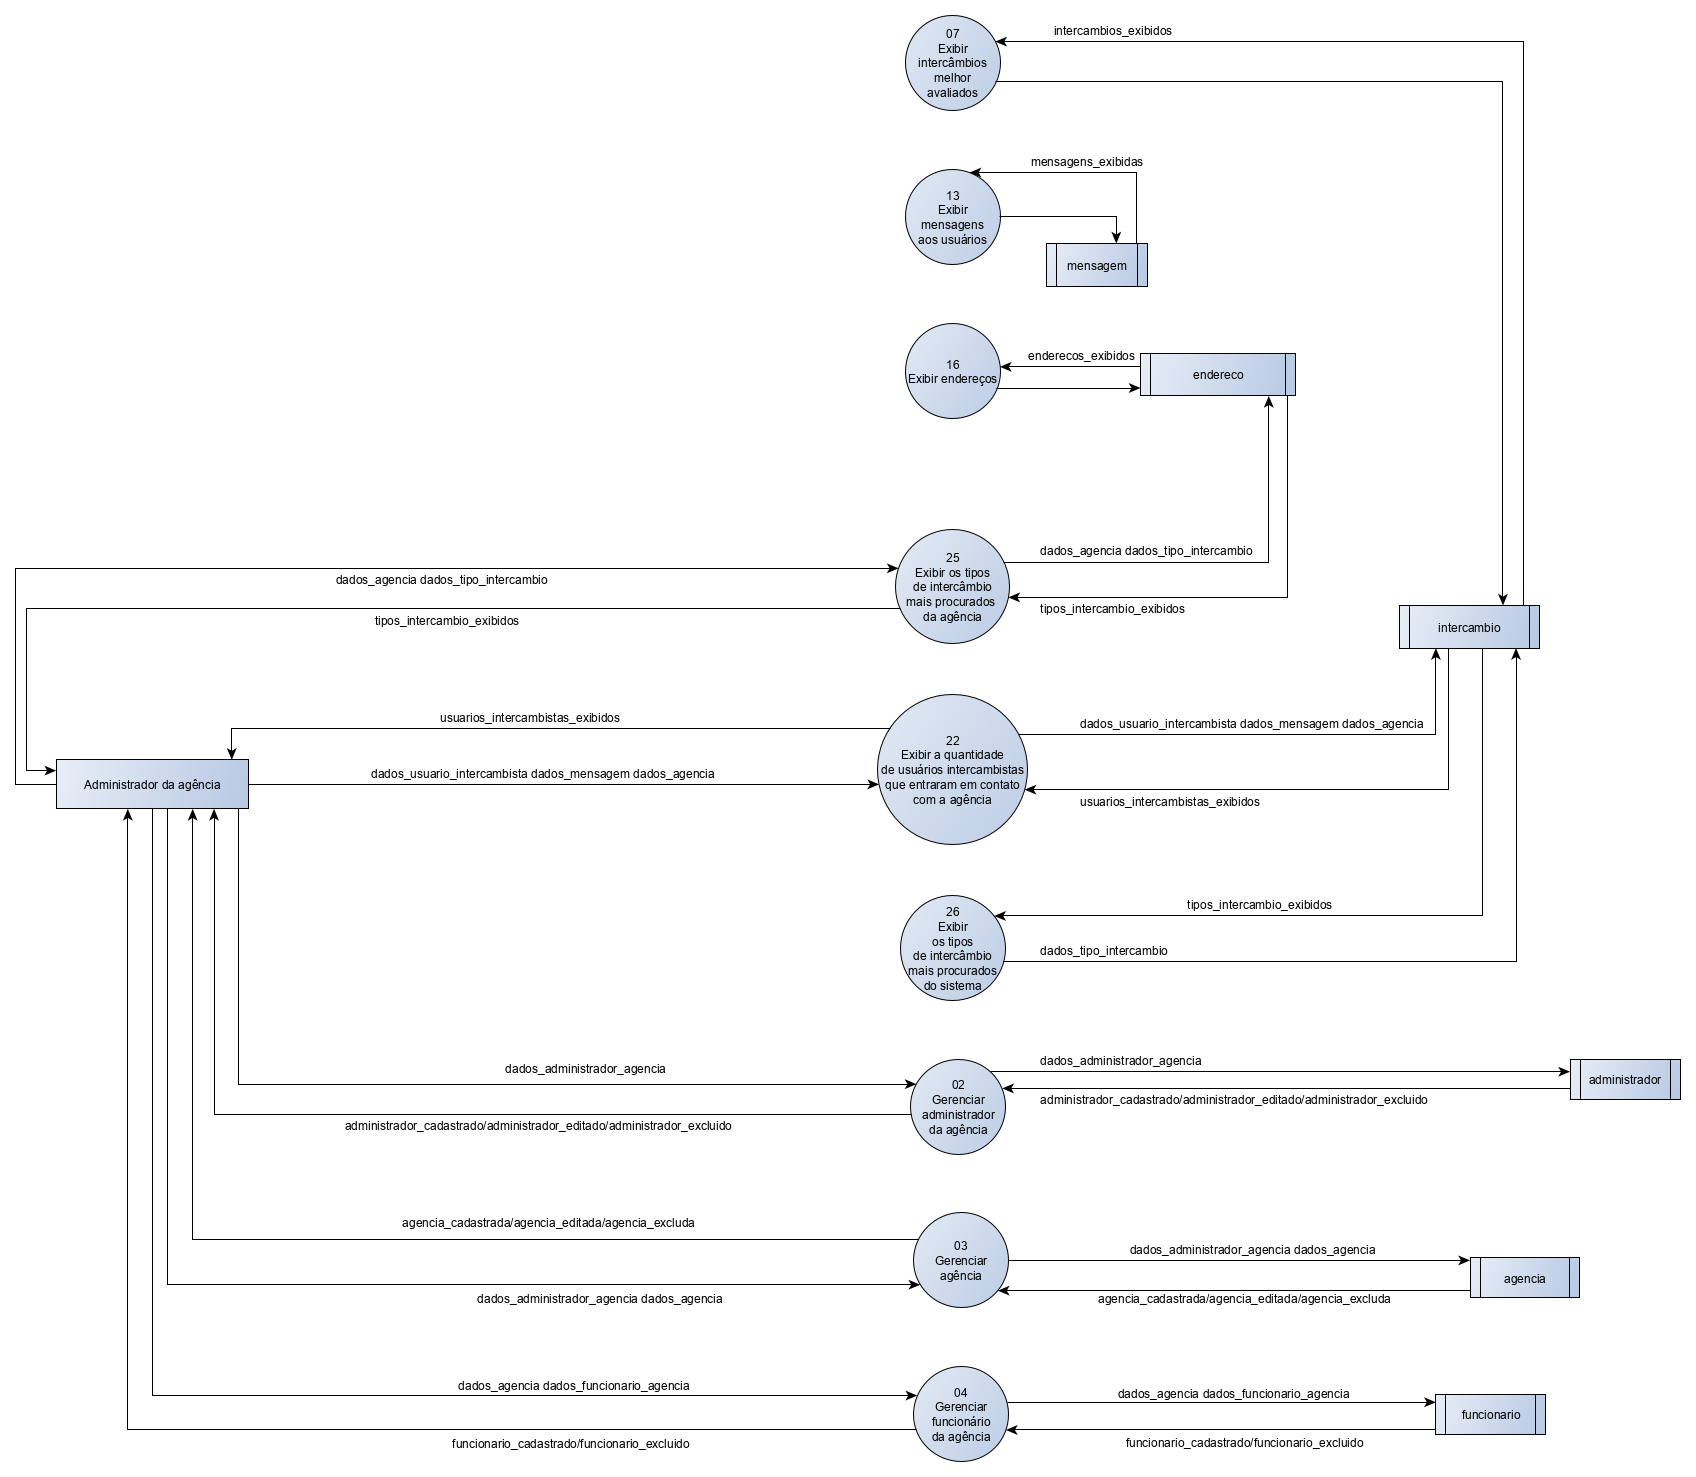 intercambios_exibidos
07
Exibir
intercâmbios
melhor
avaliados
mensagens_exibidas
13
Exibir
mensagens
aos usuários
mensagem
enderecos_exibidos
16
Exibir endereços
endereco
25
Exibir os tipos
de intercâmbio
mais procurados
da agência
dados_agencia dados_tipo_intercambio
dados_agencia dados_tipo_intercambio
tipos_intercambio_exibidos
tipos_intercambio_exibidos
intercambio
usuarios_intercambistas_exibidos
dados_usuario_intercambista dados_mensagem dados_agencia
22
Exibir a quantidade
de usuários intercambistas
que entraram em contato
com a agência
dados_usuario_intercambista dados_mensagem dados_agencia
Administrador da agência
usuarios_intercambistas_exibidos
tipos_intercambio_exibidos
26
Exibir
os tipos
de intercâmbio
mais procurados
do sistema
dados_tipo_intercambio
dados_administrador_agencia
dados_administrador_agencia
02
Gerenciar
administrador
da agência
administrador
administrador_cadastrado/administrador_editado/administrador_excluido
administrador_cadastrado/administrador_editado/administrador_excluido
agencia_cadastrada/agencia_editada/agencia_excluda
03
Gerenciar
agência
dados_administrador_agencia dados_agencia
agencia
dados_administrador_agencia dados_agencia
agencia_cadastrada/agencia_editada/agencia_excluda
dados_agencia dados_funcionario_agencia
04
Gerenciar
funcionário
da agência
dados_agencia dados_funcionario_agencia
funcionario
funcionario_cadastrado/funcionario_excluido
funcionario_cadastrado/funcionario_excluido